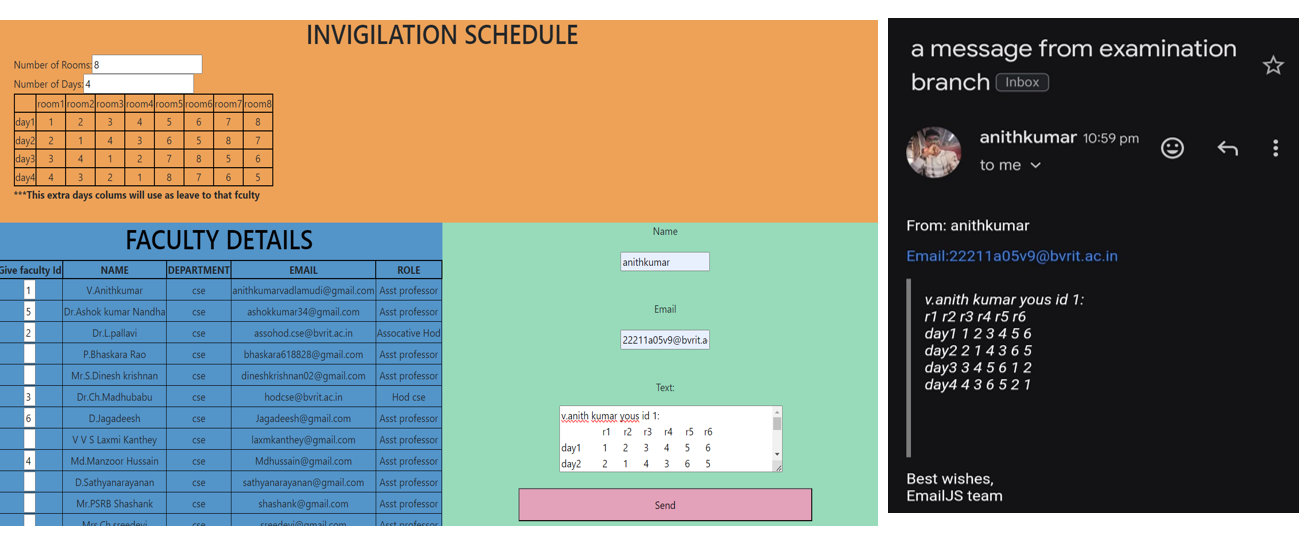 INVIGILATION SCHEDULE
Number of Rooms: 8
Number of Days: 4
room1 room2 room3 room4 room5 room6 room7 room8
day1 1 2 3 4 5 6 7 8
day2 2 1 4 3 6 5 8 7
day3 3 4 1 2 7 8 5 6
day4 4 3 2 1 8 7 6 5
***This extra days colums will use as leave to that fculty
FACULTY DETAILS
Give faculty Id NAME DEPARTMENT EMAIL ROLE
1 V.Anithkumar cse anithkumarvadlamudi@gmail.com Asst professor
5 Dr.Ashok kumar Nandha cse ashokkumar34@gmail.com Asst professor
2 Dr.L.pallavi cse assohod.cse@bvrit.ac.in Assocative Hod
P.Bhaskara Rao cse bhaskara618828@gmail.com Asst professor
Mr.S.Dinesh krishnan cse dineshkrishnan02@gmail.com Asst professor
3 Dr.Ch.Madhubabu cse hodcse@bvrit.ac.in Hod cse
6 D.Jagadeesh cse Jagadeesh@gmail.com Asst professor
V V S Laxmi Kanthey cse laxmkanthey@gmail.com Asst professor
4 Md.Manzoor Hussain cse Mdhussain@gmail.com Asst professor
D.Sathyanarayanan cse sathyanarayanan@gmail.com Asst professor
Mr.PSRB Shashank cse shashank@gmail.com Asst professor
Mrs.Ch.sreedevi cse sreedevi@gmail.com Asst professor
Name
anithkumar
Email
22211a05v9@bvrit.a
Text:
v.anith kumar yous id 1:
r1 r2 r3 r4 r5 r6
day1 1 2 3 4 5 6
day2 2 1 4 3 6 5
Send
a message from examination
branch Inbox
anithkumar 10:59 pm
to me
From: anithkumar
Email:22211a05v9@bvrit.ac.in
v.anith kumar yous id 1:
r1 r2 r3 r4 r5 r6
day1 1 2 3 4 5 6
day2 2 1 4 3 6 5
day3 3 4 5 6 1 2
day4 4 3 6 5 2 1
Best wishes,
EmailJS team